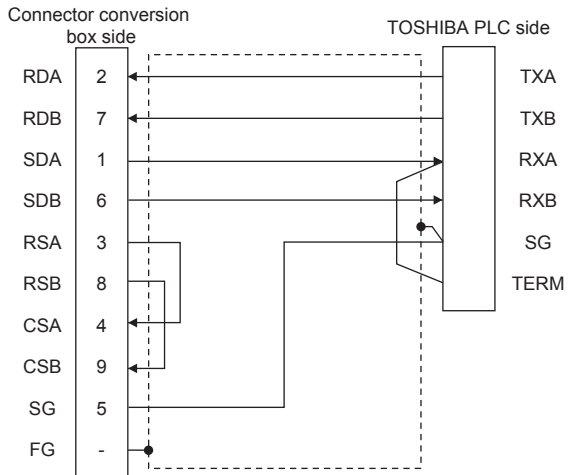 Connector conversion
box side
TOSHIBA PLC side
RDA 2 TXA
RDB 7 TXB
SDA 1 RXA
SDB 6 RXB
RSA 3 SG
RSB 8 TERM
CSA 4
CSB 9
SG 5
FG -